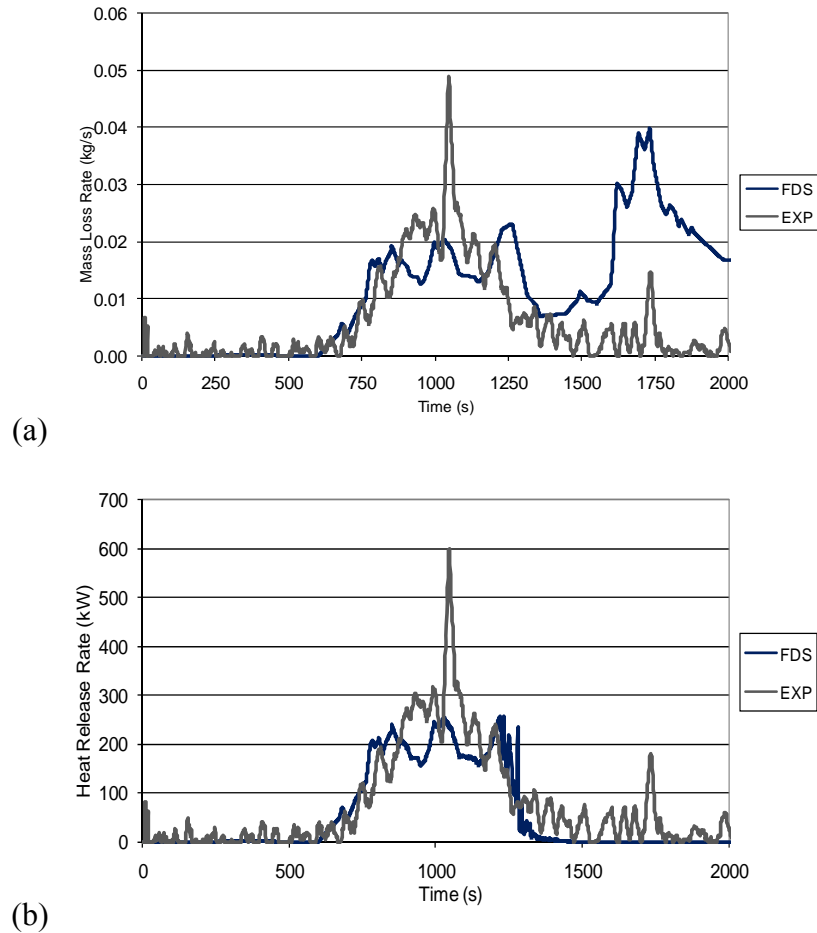 0.06
0.05
0.04
0.03
0.02
0.01
0.00
Mass Loss Rate (kg/s)
0 250 500 750 1000 1250 1500 1750 2000
Time (s)
FDS
EXP
(a)
700
600
500
400
300
200
100
0
Heat Release Rate (kW)
0 500 1000 1500 2000
Time (s)
FDS
EXP
(b)